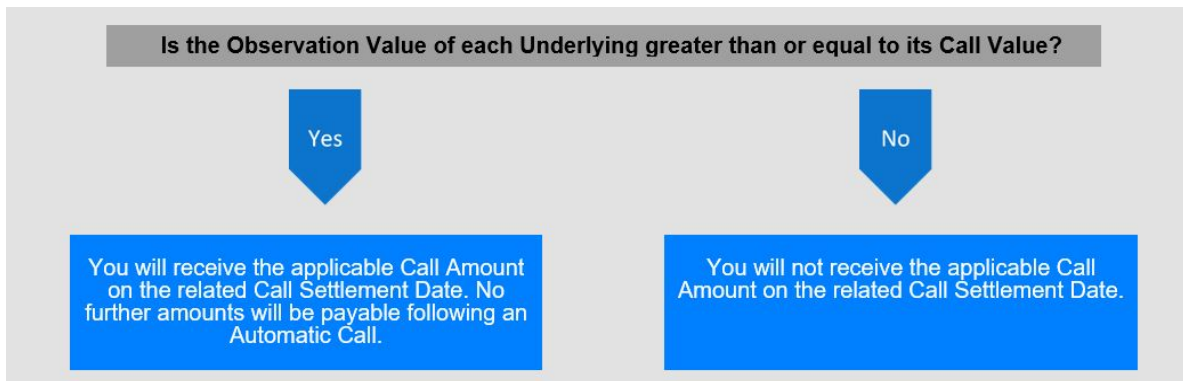 Is the Observation Value of each Underlying greater than or equal to its Call Value?
Yes
No
You will receive the applicable Call Amount
on the related Call Settlement Date. No
further amounts will be payable following an
Automatic Call.
You will not receive the applicable Call
Amount on the related Call Settlement Date.